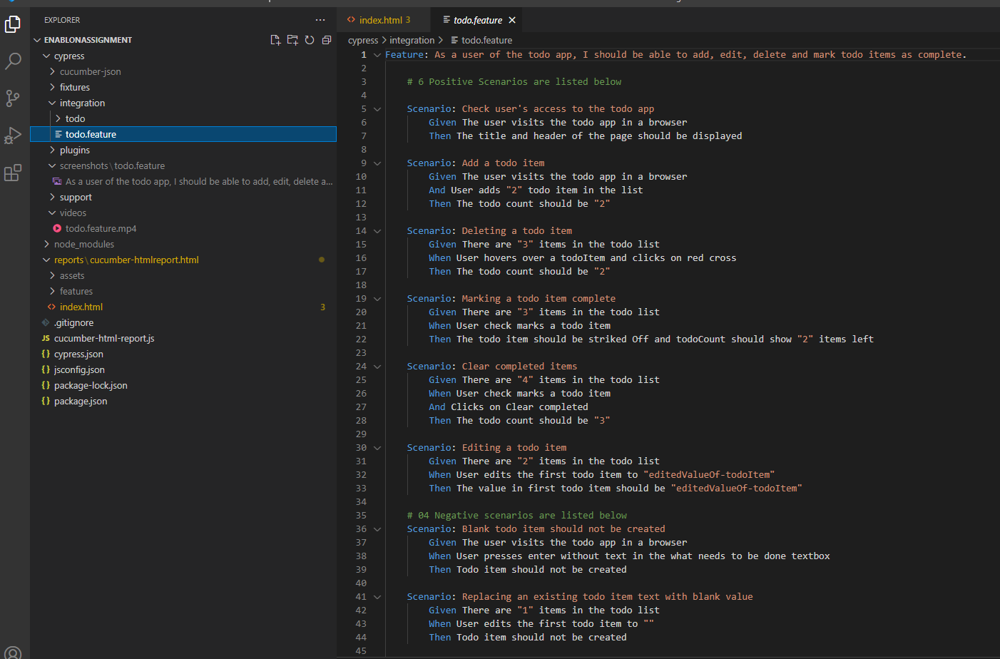 EXPLORER
ENABLONASSIGNMENT
cypress
cucumber-json
fixtures
integration
todo
todo.feature
plugins
screenshots \ todo.feature
As a user of the todo app, I should be able to add, edit, delete a...
support
videos
todo.feature.mp4
node_modules
reports \ cucumber-htmlreport.html
assets
features
index.html 3
.gitignore
JS cucumber-html-report.js
{} cypress.json
{} jsconfig.json
{} package-lock.json
{} package.json
index.html 3 todo.feature
cypress > integration > todo.feature
1 Feature: As a user of the todo app, I should be able to add, edit, delete and mark todo items as complete.
2
3 # 6 Positive Scenarios are listed below
4
5 Scenario: Check user's access to the todo app
6 Given The user visits the todo app in a browser
7 Then The title and header of the page should be displayed
8
9 Scenario: Add a todo item
10 Given The user visits the todo app in a browser
11 And User adds "2" todo item in the list
12 Then The todo count should be "2"
13
14 Scenario: Deleting a todo item
15 Given There are "3" items in the todo list
16 When User hovers over a todoItem and clicks on red cross
17 Then The todo count should be "2"
18
19 Scenario: Marking a todo item complete
20 Given There are "3" items in the todo list
21 When User check marks a todo item
22 Then The todo item should be striked Off and todoCount should show "2" items left
23
24 Scenario: Clear completed items
25 Given There are "4" items in the todo list
26 When User check marks a todo item
27 And Clicks on Clear completed
28 Then The todo count should be "3"
29
30 Scenario: Editing a todo item
31 Given There are "2" items in the todo list
32 When User edits the first todo item to "editedValueOf-todoItem"
33 Then The value in first todo item should be "editedValueOf-todoItem"
34
35 # 04 Negative scenarios are listed below
36 Scenario: Blank todo item should not be created
37 Given The user visits the todo app in a browser
38 When User presses enter without text in the what needs to be done textbox
39 Then Todo item should not be created
40
41 Scenario: Replacing an existing todo item text with blank value
42 Given There are "1" items in the todo list
43 When User edits the first todo item to ""
44 Then Todo item should not be created
45